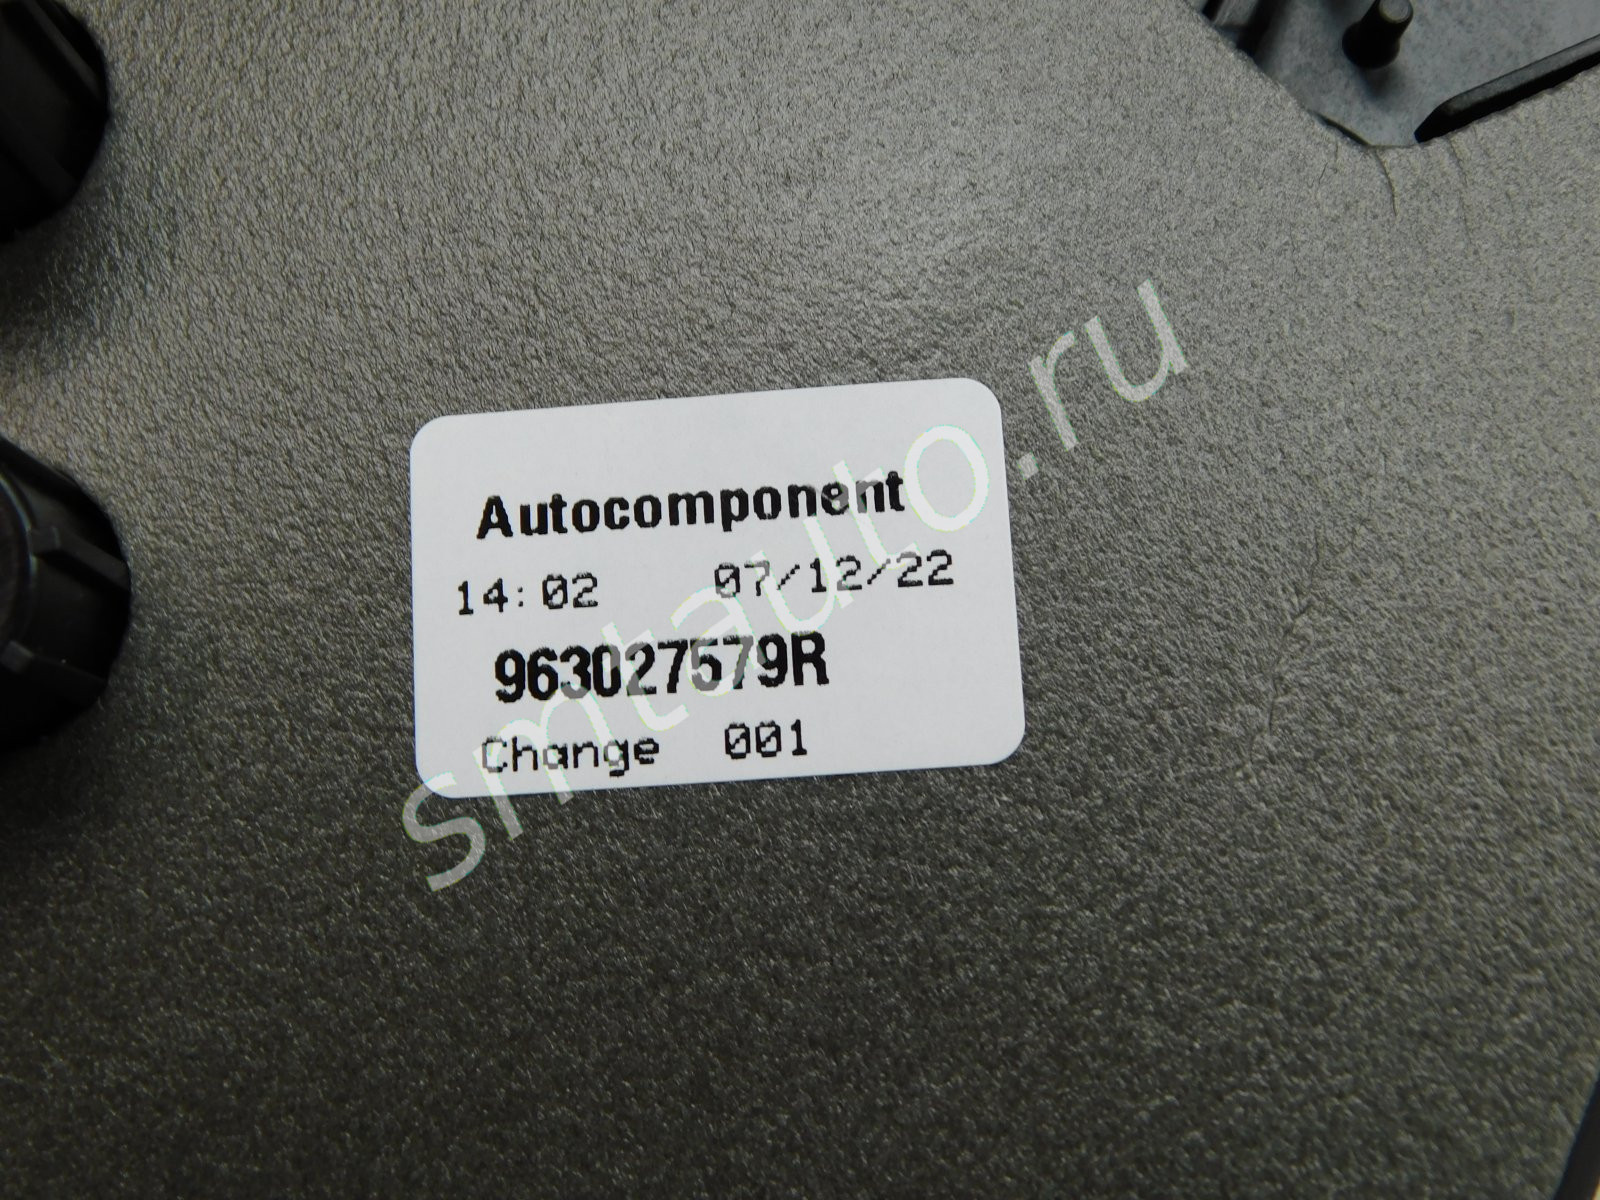 Autocomponent
14:02 07/12/22
963027579R
Change 001
smtauto.ru